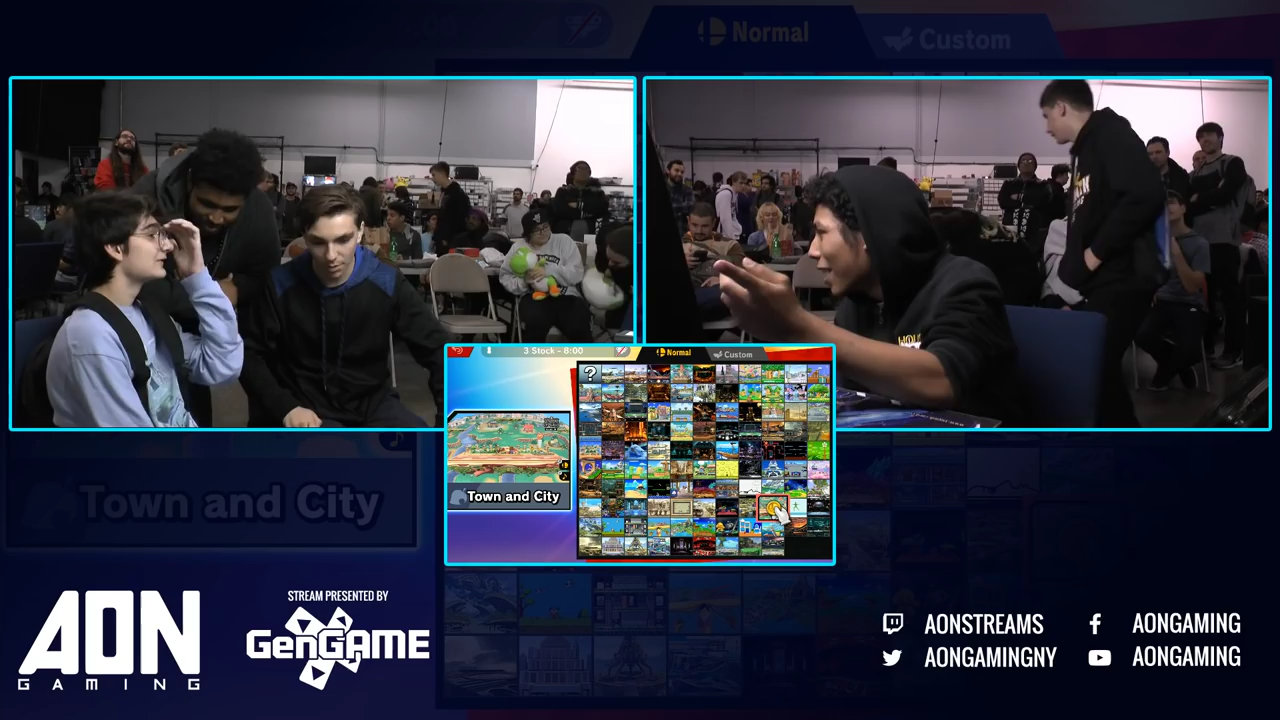 Normal
Custom
3 Stock - 8:00
Normal
Custom
?
Town and City
Town and City
AON
GAMING
STREAM PRESENTED BY
GENGAME
AONSTREAMS
AONGAMING
AONGAMINGNY
AONGAMING